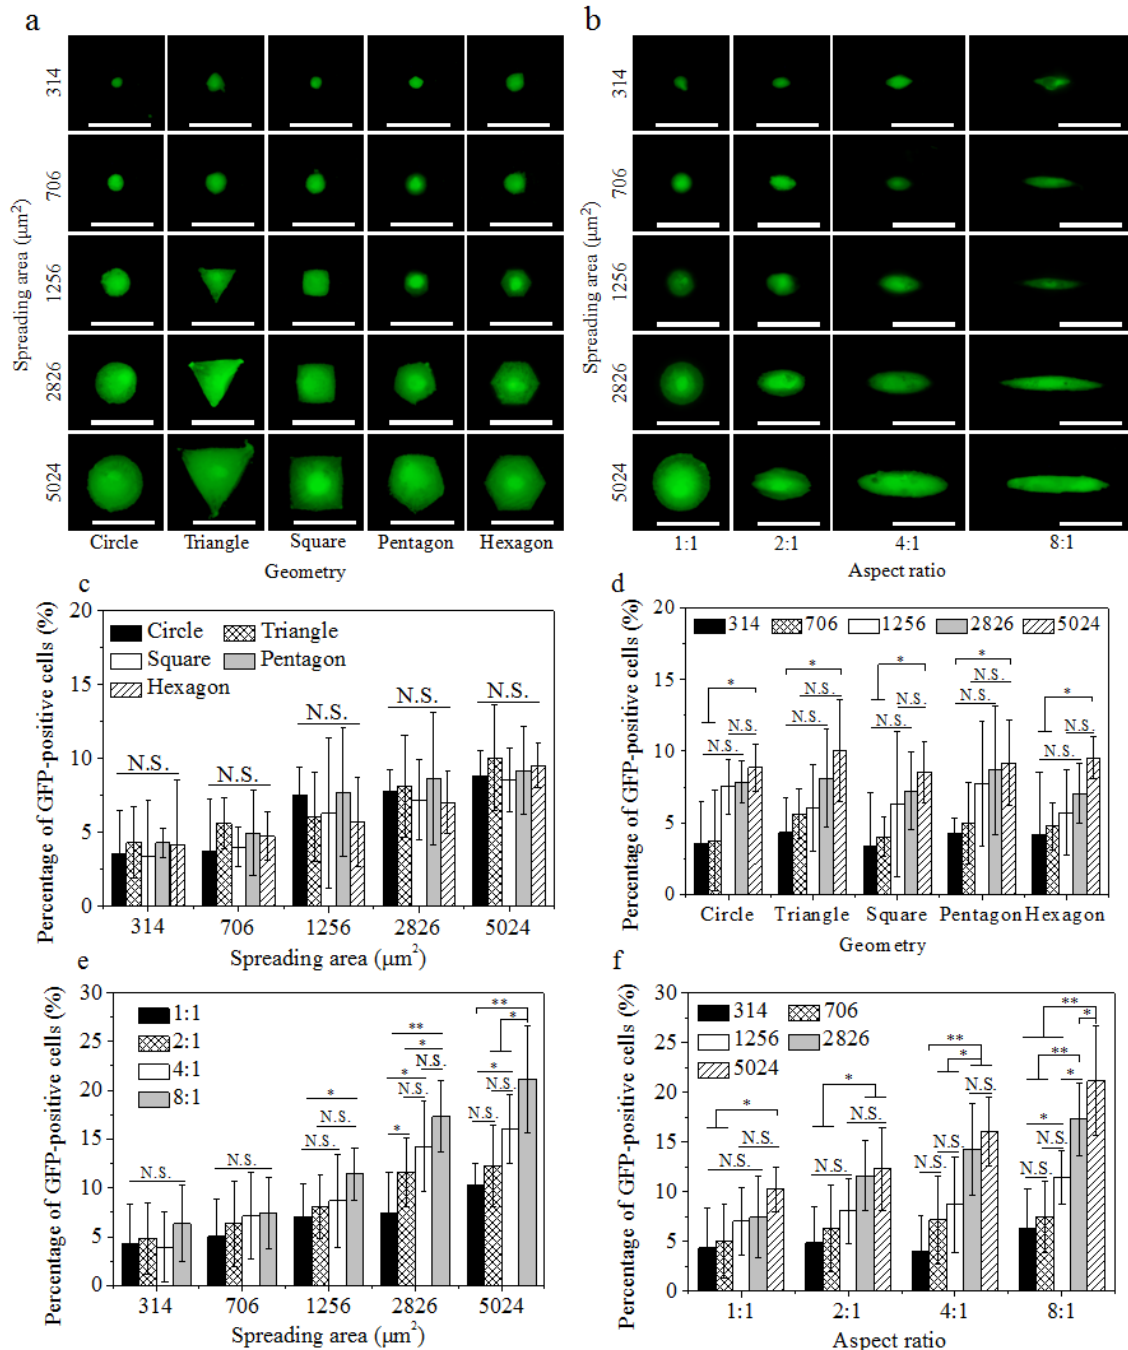 a
314
706
1256
2826
5024
Spreading area (μm²)
Circle Triangle Square Pentagon Hexagon
Geometry
b
314
706
1256
2826
5024
Spreading area (μm²)
1:1 2:1 4:1 8:1
Aspect ratio
c
Percentage of GFP-positive cells (%)
20
15
10
5
0
Circle Triangle
Square Pentagon
Hexagon
N.S. N.S. N.S. N.S. N.S.
314 706 1256 2826 5024
Spreading area (μm²)
d
Percentage of GFP-positive cells (%)
20
15
10
5
0
314 706 1256 2826 5024
* * * * *
N.S. N.S. N.S. N.S. N.S.
N.S. N.S. N.S. N.S. N.S.
Circle Triangle Square Pentagon Hexagon
Geometry
e
Percentage of GFP-positive cells (%)
30
25
20
15
10
5
0
1:1
2:1
4:1
8:1
N.S.
N.S.
*
N.S.
N.S.
**
*
N.S.
*
N.S.
*
**
*
*
N.S.
314 706 1256 2826 5024
Spreading area (μm²)
f
Percentage of GFP-positive cells (%)
30
25
20
15
10
5
0
314 706
1256 2826
5024
*
N.S.
N.S.
*
N.S.
N.S.
**
*
N.S.
N.S.
N.S.
**
*
**
*
*
N.S.
1:1 2:1 4:1 8:1
Aspect ratio